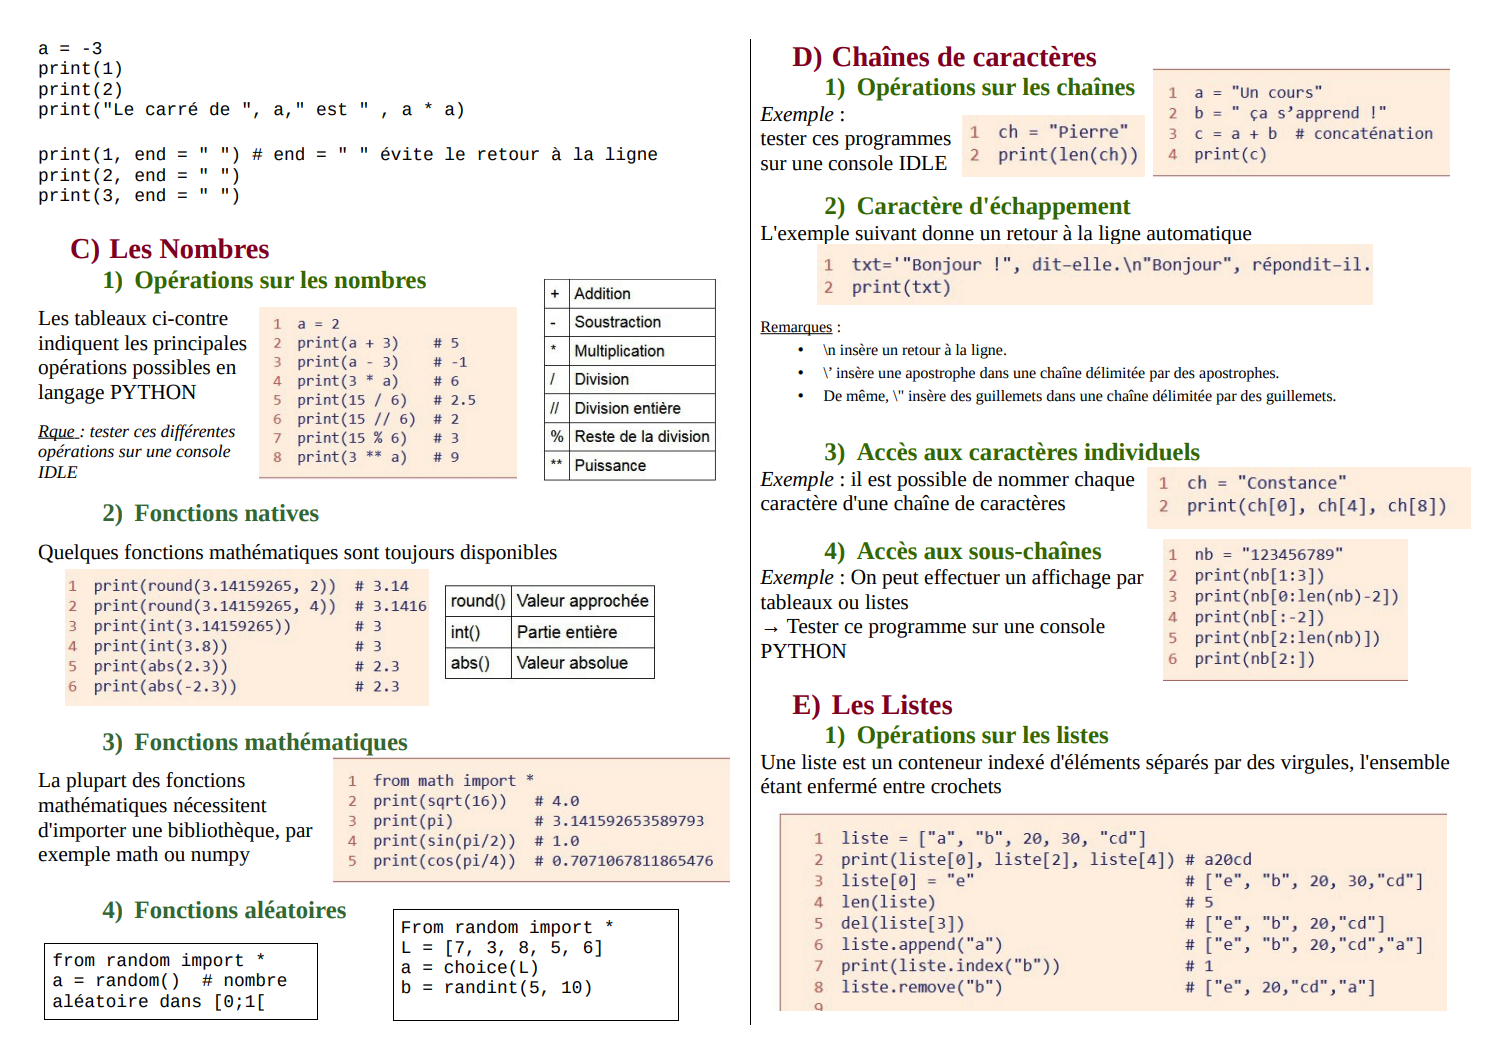 a = -3
print(1)
print(2)
print("Le carré de ", a," est " , a * a)
print(1, end = " ") # end = " " évite le retour à la ligne
print(2, end = " ")
print(3, end = " ")
C) Les Nombres
1) Opérations sur les nombres
Les tableaux ci-contre
indiquent les principales
opérations possibles en
langage PYTHON
Rque : tester ces différentes
opérations sur une console
IDLE
1 a = 2
2 print(a + 3) # 5
3 print(a - 3) # -1
4 print(3 * a) # 6
5 print(15 / 6) # 2.5
6 print(15 // 6) # 2
7 print(15 % 6) # 3
8 print(3 ** a) # 9
+ Addition
- Soustraction
* Multiplication
/ Division
// Division entière
% Reste de la division
** Puissance
2) Fonctions natives
Quelques fonctions mathématiques sont toujours disponibles
1 print(round(3.14159265, 2)) # 3.14
2 print(round(3.14159265, 4)) # 3.1416
3 print(int(3.14159265)) # 3
4 print(int(3.8)) # 3
5 print(abs(2.3)) # 2.3
6 print(abs(-2.3)) # 2.3
round() Valeur approchée
int() Partie entière
abs() Valeur absolue
3) Fonctions mathématiques
La plupart des fonctions
mathématiques nécessitent
d'importer une bibliothèque, par
exemple math ou numpy
1 from math import *
2 print(sqrt(16)) # 4.0
3 print(pi) # 3.141592653589793
4 print(sin(pi/2)) # 1.0
5 print(cos(pi/4)) # 0.7071067811865476
4) Fonctions aléatoires
from random import *
a = random() # nombre
aléatoire dans [0;1[
From random import *
L = [7, 3, 8, 5, 6]
a = choice(L)
b = randint(5, 10)
D) Chaînes de caractères
1) Opérations sur les chaînes
Exemple :
tester ces programmes
sur une console IDLE
1 ch = "Pierre"
2 print(len(ch))
1 a = "Un cours"
2 b = " ça s’apprend !"
3 c = a + b # concaténation
4 print(c)
2) Caractère d'échappement
L'exemple suivant donne un retour à la ligne automatique
1 txt='"Bonjour !", dit-elle.\n"Bonjour", répondit-il.
2 print(txt)
Remarques :
• \n insère un retour à la ligne.
• \’ insère une apostrophe dans une chaîne délimitée par des apostrophes.
• De même, \" insère des guillemets dans une chaîne délimitée par des guillemets.
3) Accès aux caractères individuels
Exemple : il est possible de nommer chaque
caractère d'une chaîne de caractères
1 ch = "Constance"
2 print(ch[0], ch[4], ch[8])
4) Accès aux sous-chaînes
Exemple : On peut effectuer un affichage par
tableaux ou listes
→ Tester ce programme sur une console
PYTHON
1 nb = "123456789"
2 print(nb[1:3])
3 print(nb[0:len(nb)-2])
4 print(nb[:-2])
5 print(nb[2:len(nb)])
6 print(nb[2:])
E) Les Listes
1) Opérations sur les listes
Une liste est un conteneur indexé d'éléments séparés par des virgules, l'ensemble
étant enfermé entre crochets
1 liste = ["a", "b", 20, 30, "cd"]
2 print(liste[0], liste[2], liste[4]) # a20cd
3 liste[0] = "e" # ["e", "b", 20, 30,"cd"]
4 len(liste) # 5
5 del(liste[3]) # ["e", "b", 20,"cd"]
6 liste.append("a") # ["e", "b", 20,"cd","a"]
7 print(liste.index("b")) # 1
8 liste.remove("b") # ["e", 20,"cd","a"]
9